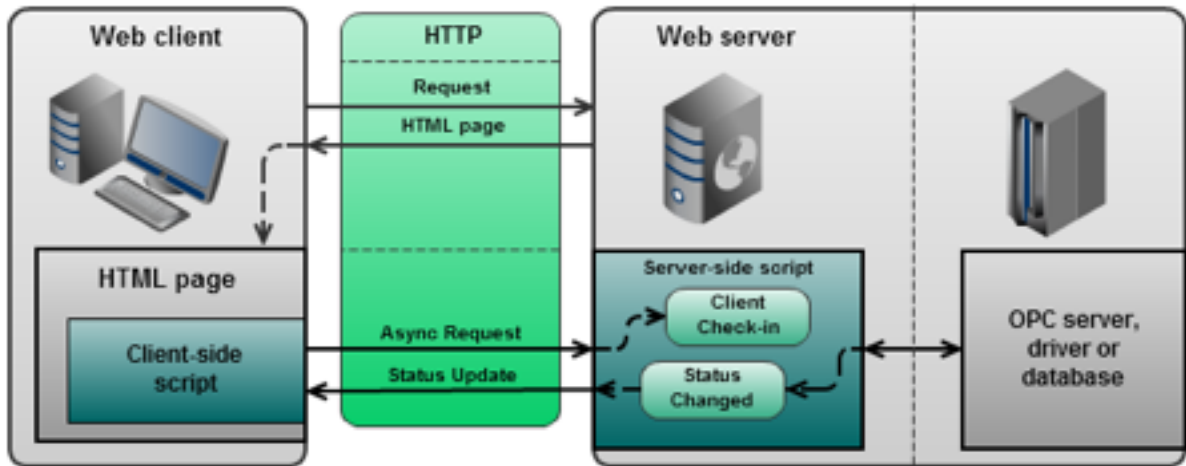 Web client
HTTP
Web server
Request
HTML page
HTML page
Client-side
script
Async Request
Status Update
Server-side script
Client
Check-in
Status
Changed
OPC server,
driver or
database